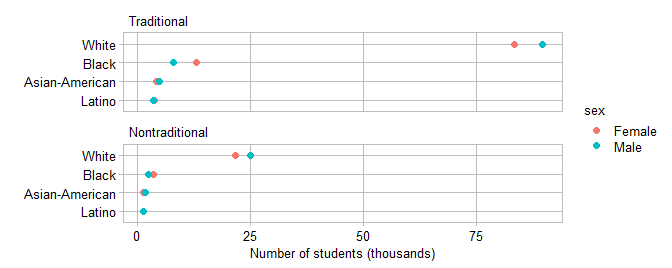 Traditional
White
Black
Asian-American
Latino
Nontraditional
White
Black
Asian-American
Latino
0 25 50 75
Number of students (thousands)
sex
Female
Male